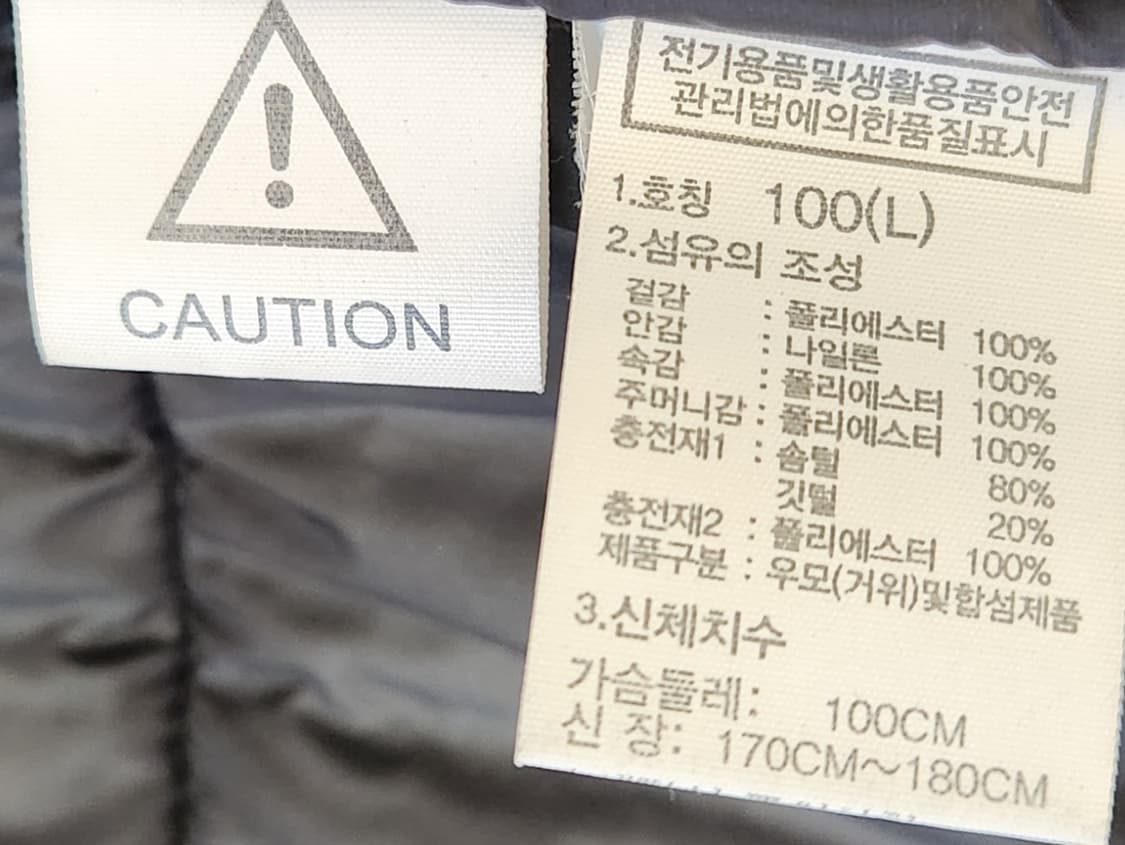 CAUTION
전기용품및생활용품안전
관리법에의한품질표시
1.호칭 100(L)
2.섬유의 조성
겉감 : 폴리에스터 100%
안감 : 나일론 100%
속감 : 폴리에스터 100%
주머니감 : 폴리에스터 100%
충전재1 : 솜털 80%
깃털 20%
충전재2 : 폴리에스터 100%
제품구분 : 우모(거위)및합섬제품
3.신체치수
가슴둘레: 100CM
신 장: 170CM~180CM